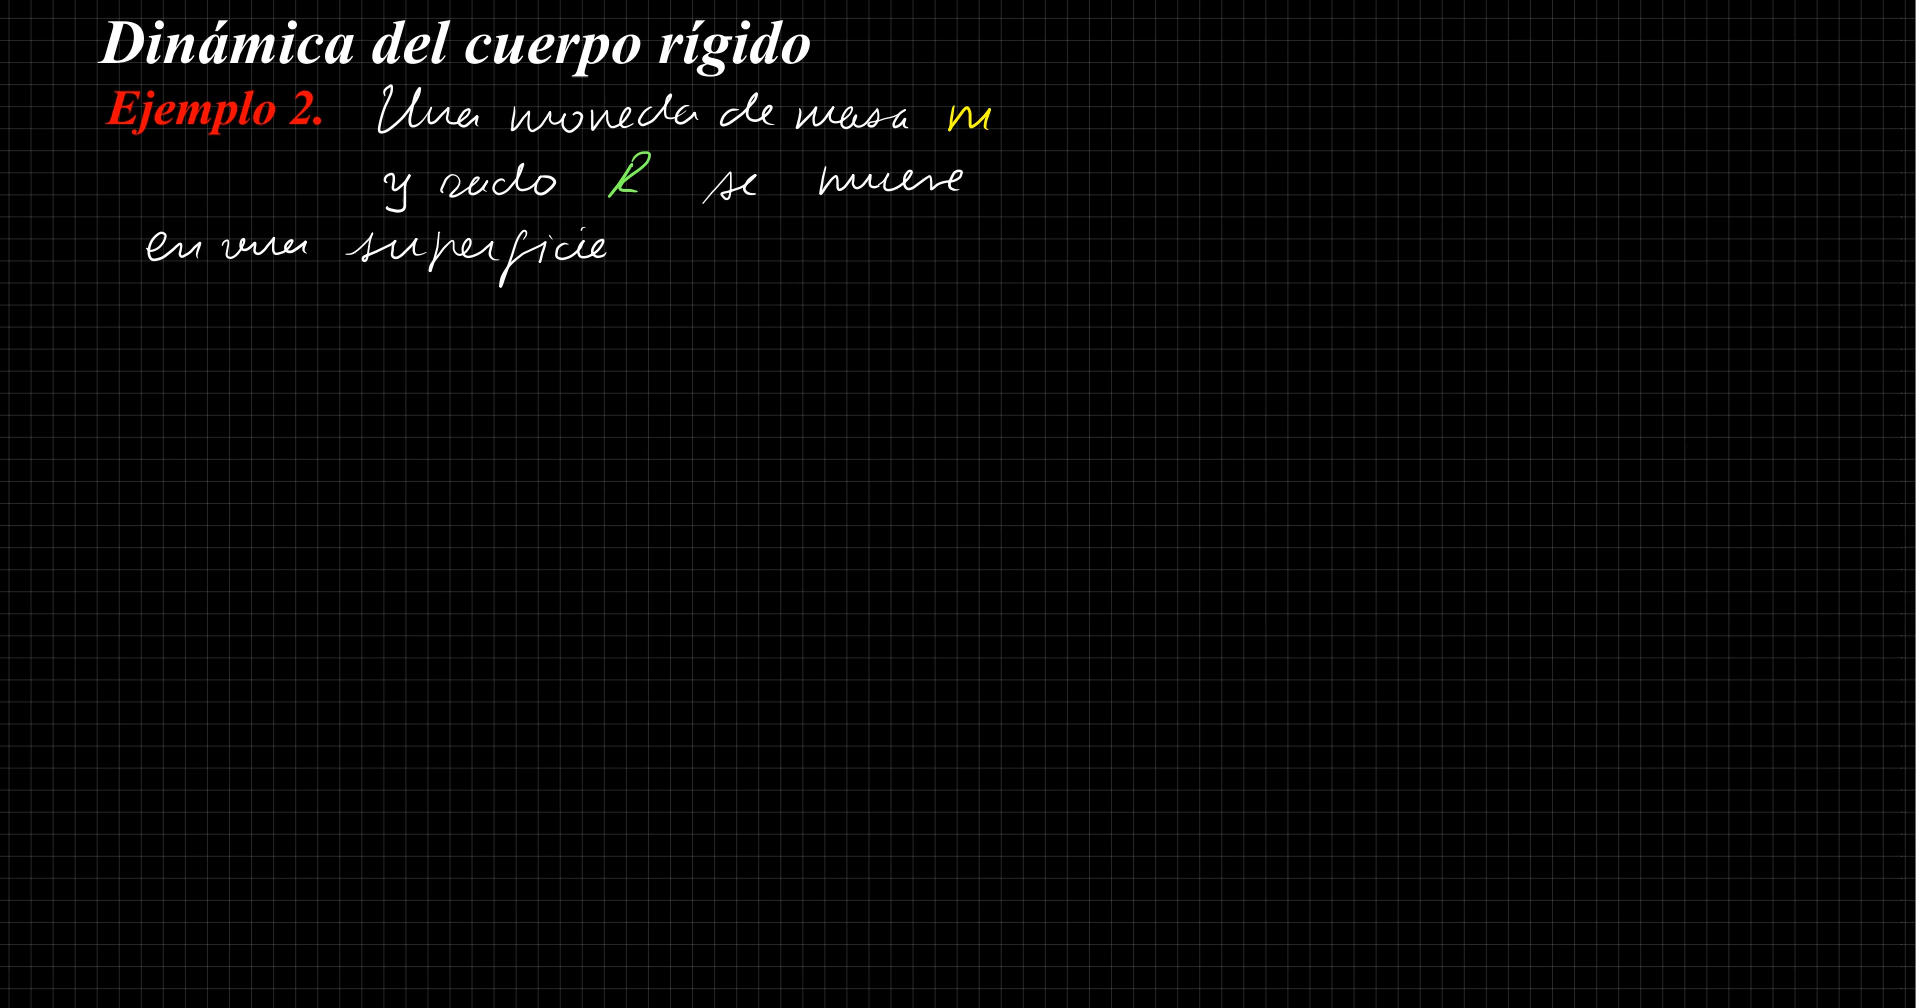 Dinámica del cuerpo rígido
Ejemplo 2. Una moneda de masa m
y radio R se mueve
en una superficie